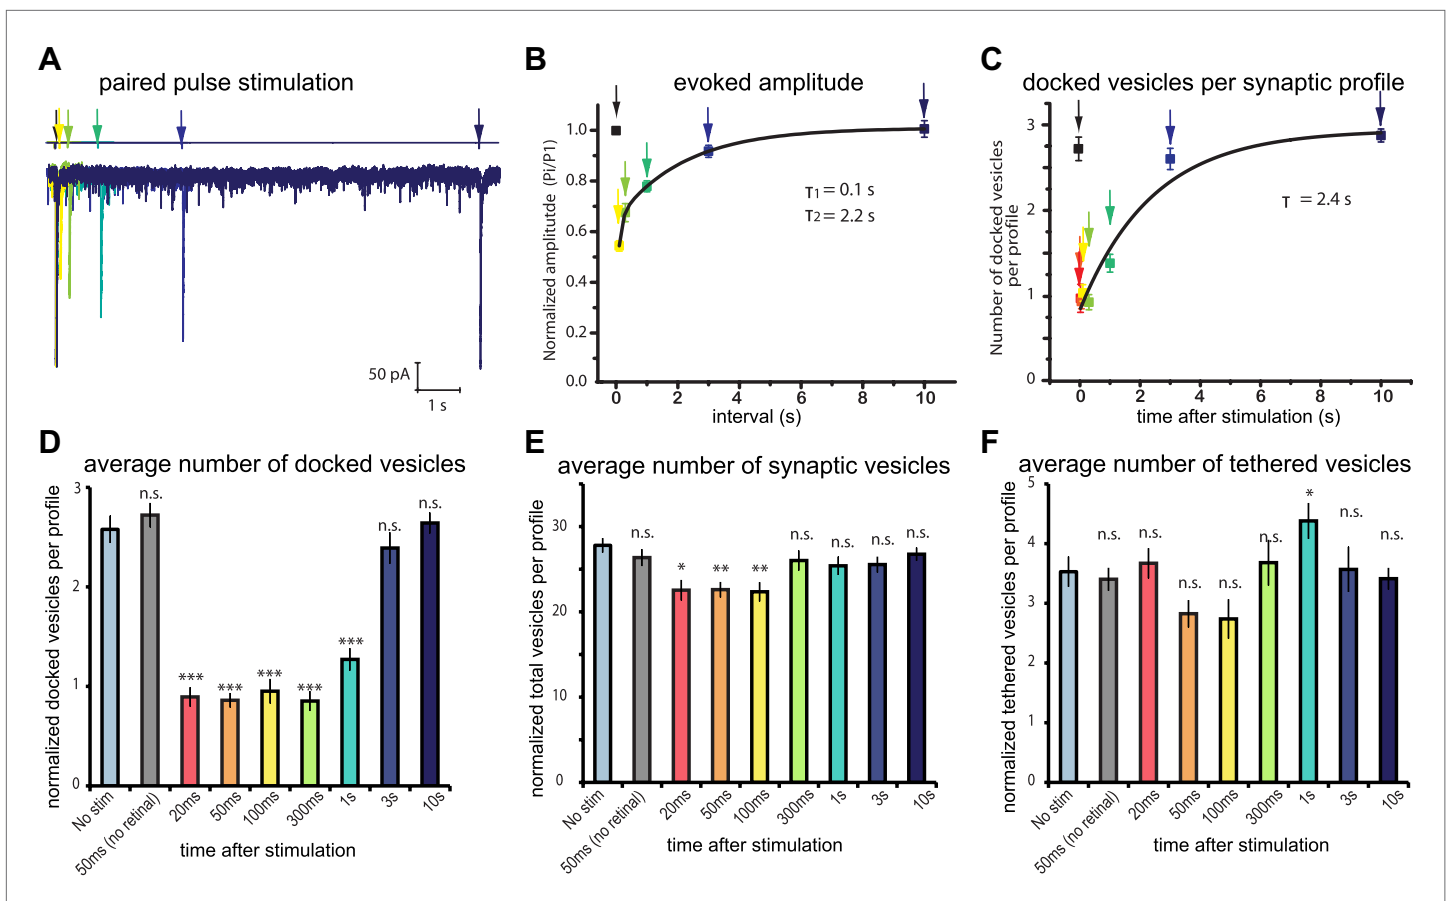 A
paired pulse stimulation
50 pA
1 s
B
evoked amplitude
Normalized amplitutde (Pi/P1)
1.0
0.8
0.6
0.4
0.2
0.0
τ1 = 0.1 s
τ2 = 2.2 s
0 2 4 6 8 10
interval (s)
C
docked vesicles per synaptic profile
Number of docked vesicles
per profile
3
2
1
0
τ = 2.4 s
0 2 4 6 8 10
time after stimulation (s)
D
average number of docked vesicles
normalized docked vesicles per profile
3
2
1
0
n.s.
***
***
***
***
***
n.s.
n.s.
No stim
50ms (no retinal)
20ms
50ms
100ms
300ms
1s
3s
10s
time after stimulation
E
average number of synaptic vesicles
normalized total vesicles per profile
30
20
10
0
n.s.
*
**
**
n.s.
n.s.
n.s.
n.s.
No stim
50ms (no retinal)
20ms
50ms
100ms
300ms
1s
3s
10s
time after stimulation
F
average number of tethered vesicles
normalized tethered vesicles per profile
5
4
3
2
1
0
n.s.
n.s.
n.s.
n.s.
n.s.
*
n.s.
n.s.
No stim
50ms (no retinal)
20ms
50ms
100ms
300ms
1s
3s
10s
time after stimulation